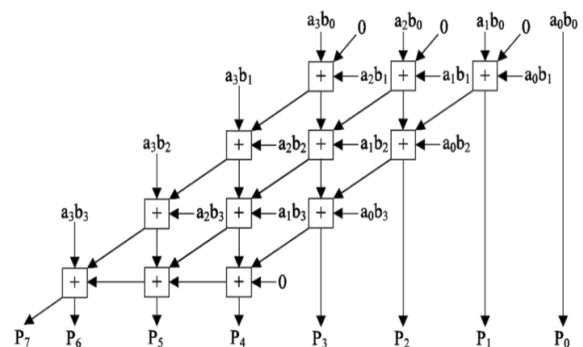 a₃b₀ 0 a₂b₀ 0 a₁b₀ 0 a₀b₀
a₃b₁ + a₂b₁ + a₁b₁ + a₀b₁
a₃b₂ + a₂b₂ + a₁b₂ + a₀b₂
a₃b₃ + a₂b₃ + a₁b₃ + a₀b₃
+ + + 0
P₇ P₆ P₅ P₄ P₃ P₂ P₁ P₀